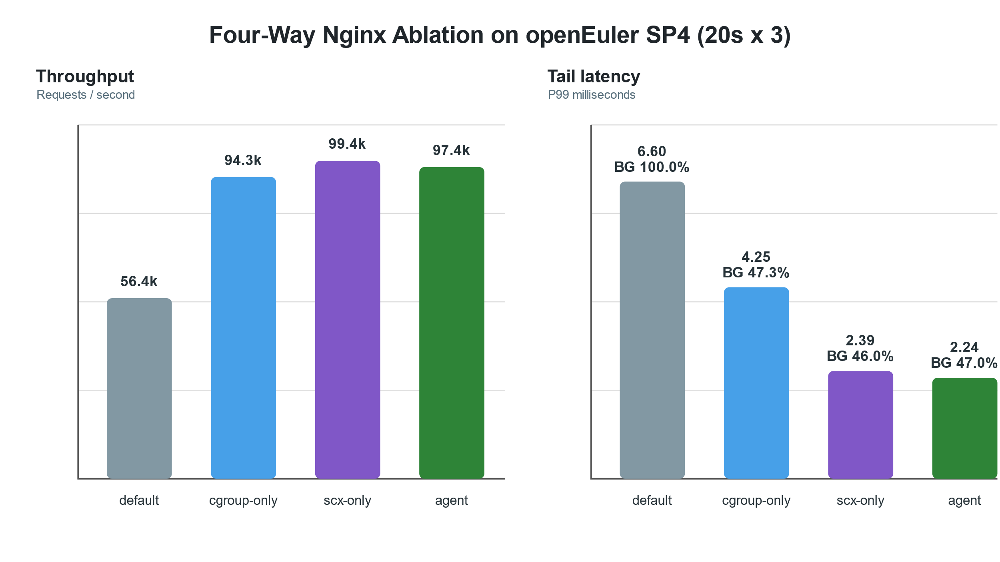 Four-Way Nginx Ablation on openEuler SP4 (20s x 3)
Throughput
Requests / second
56.4k
94.3k
99.4k
97.4k
default
cgroup-only
scx-only
agent
Tail latency
P99 milliseconds
6.60
BG 100.0%
4.25
BG 47.3%
2.39
BG 46.0%
2.24
BG 47.0%
default
cgroup-only
scx-only
agent